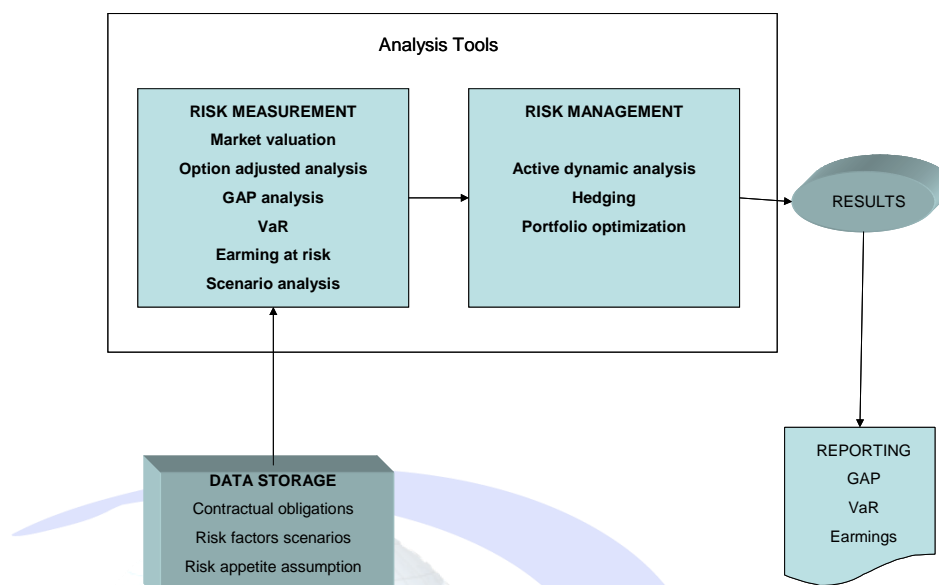 Analysis Tools
RISK MEASUREMENT
Market valuation
Option adjusted analysis
GAP analysis
VaR
Earming at risk
Scenario analysis
RISK MANAGEMENT
Active dynamic analysis
Hedging
Portfolio optimization
RESULTS
DATA STORAGE
Contractual obligations
Risk factors scenarios
Risk appetite assumption
REPORTING
GAP
VaR
Earnings